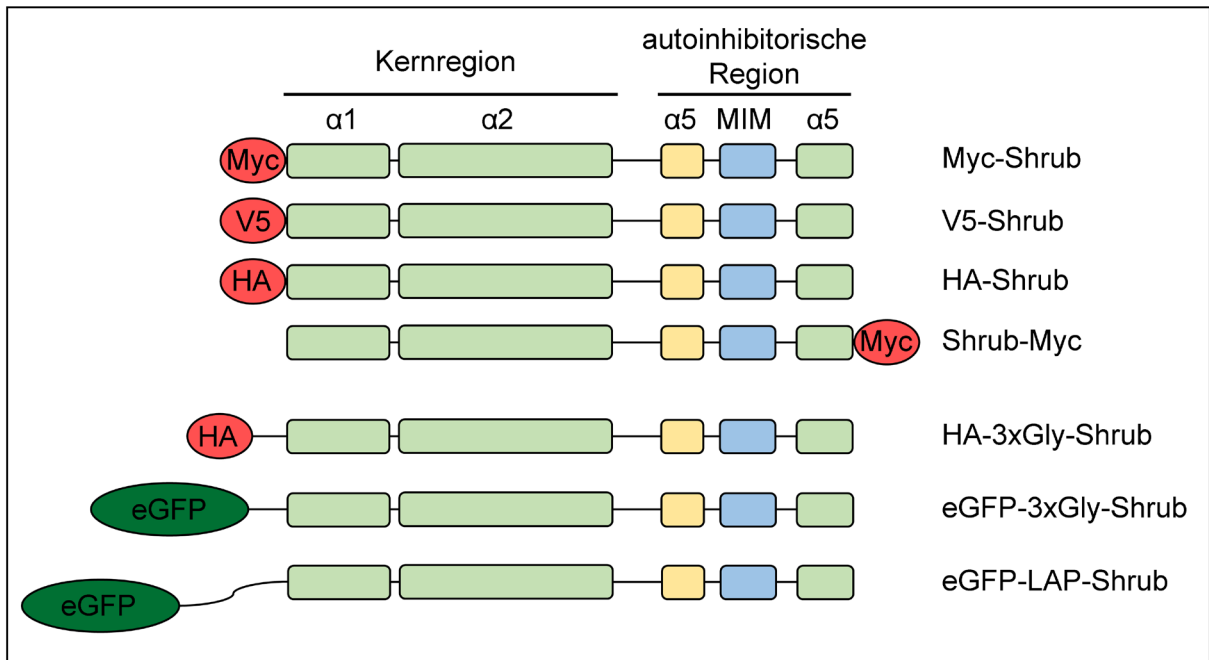 Kernregion
autoinhibitorische
Region
α1 α2 α5 MIM α5
Myc Myc-Shrub
V5 V5-Shrub
HA HA-Shrub
Myc Shrub-Myc
HA HA-3xGly-Shrub
eGFP eGFP-3xGly-Shrub
eGFP eGFP-LAP-Shrub